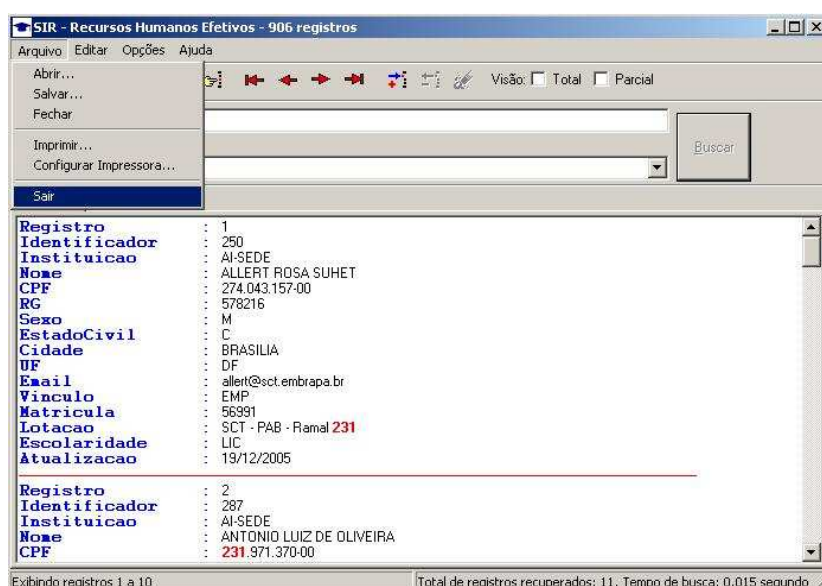 SIR - Recursos Humanos Efetivos - 906 registros
Arquivo Editar Opções Ajuda
Abrir...
Salvar...
Fechar
Imprimir...
Configurar Impressora...
Sair
Visão: Total Parcial
Buscar
Registro : 1
Identificador : 250
Instituicao : AI-SEDE
Nome : ALLERT ROSA SUHET
CPF : 274.043.157-00
RG : 578216
Sexo : M
EstadoCivil : C
Cidade : BRASILIA
UF : DF
Email : allert@sct.embrapa.br
Vinculo : EMP
Matricula : 56991
Lotacao : SCT - PAB - Ramal 231
Escolaridade : LIC
Atualizacao : 19/12/2005
Registro : 2
Identificador : 287
Instituicao : AI-SEDE
Nome : ANTONIO LUIZ DE OLIVEIRA
CPF : 231.971.370-00
Exibindo registros 1 a 10
Total de registros recuperados: 11, Tempo de busca: 0,015 segundo